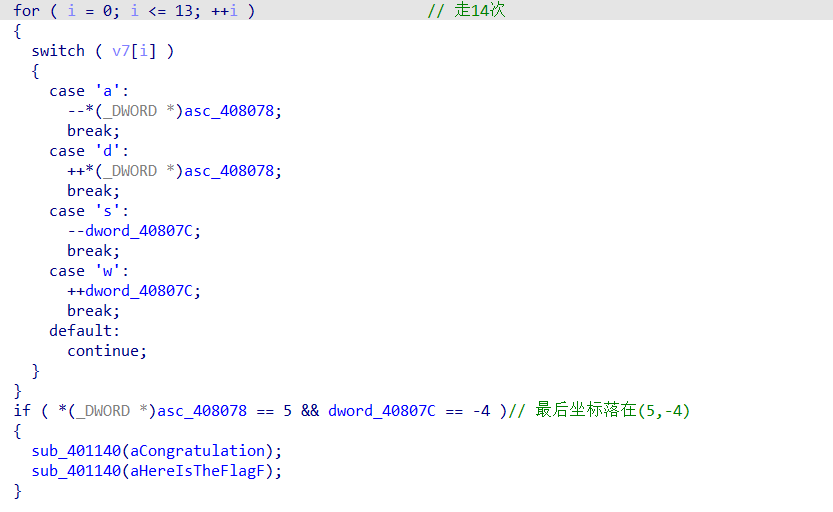 for ( i = 0; i <= 13; ++i ) // 走14次
{
switch ( v7[i] )
{
case 'a':
--*(_DWORD *)asc_408078;
break;
case 'd':
++*(_DWORD *)asc_408078;
break;
case 's':
--dword_40807C;
break;
case 'w':
++dword_40807C;
break;
default:
continue;
}
}
if ( *(_DWORD *)asc_408078 == 5 && dword_40807C == -4 )// 最后坐标落在(5,-4)
{
sub_401140(aCongratulation);
sub_401140(aHereIsTheFlagF);
}